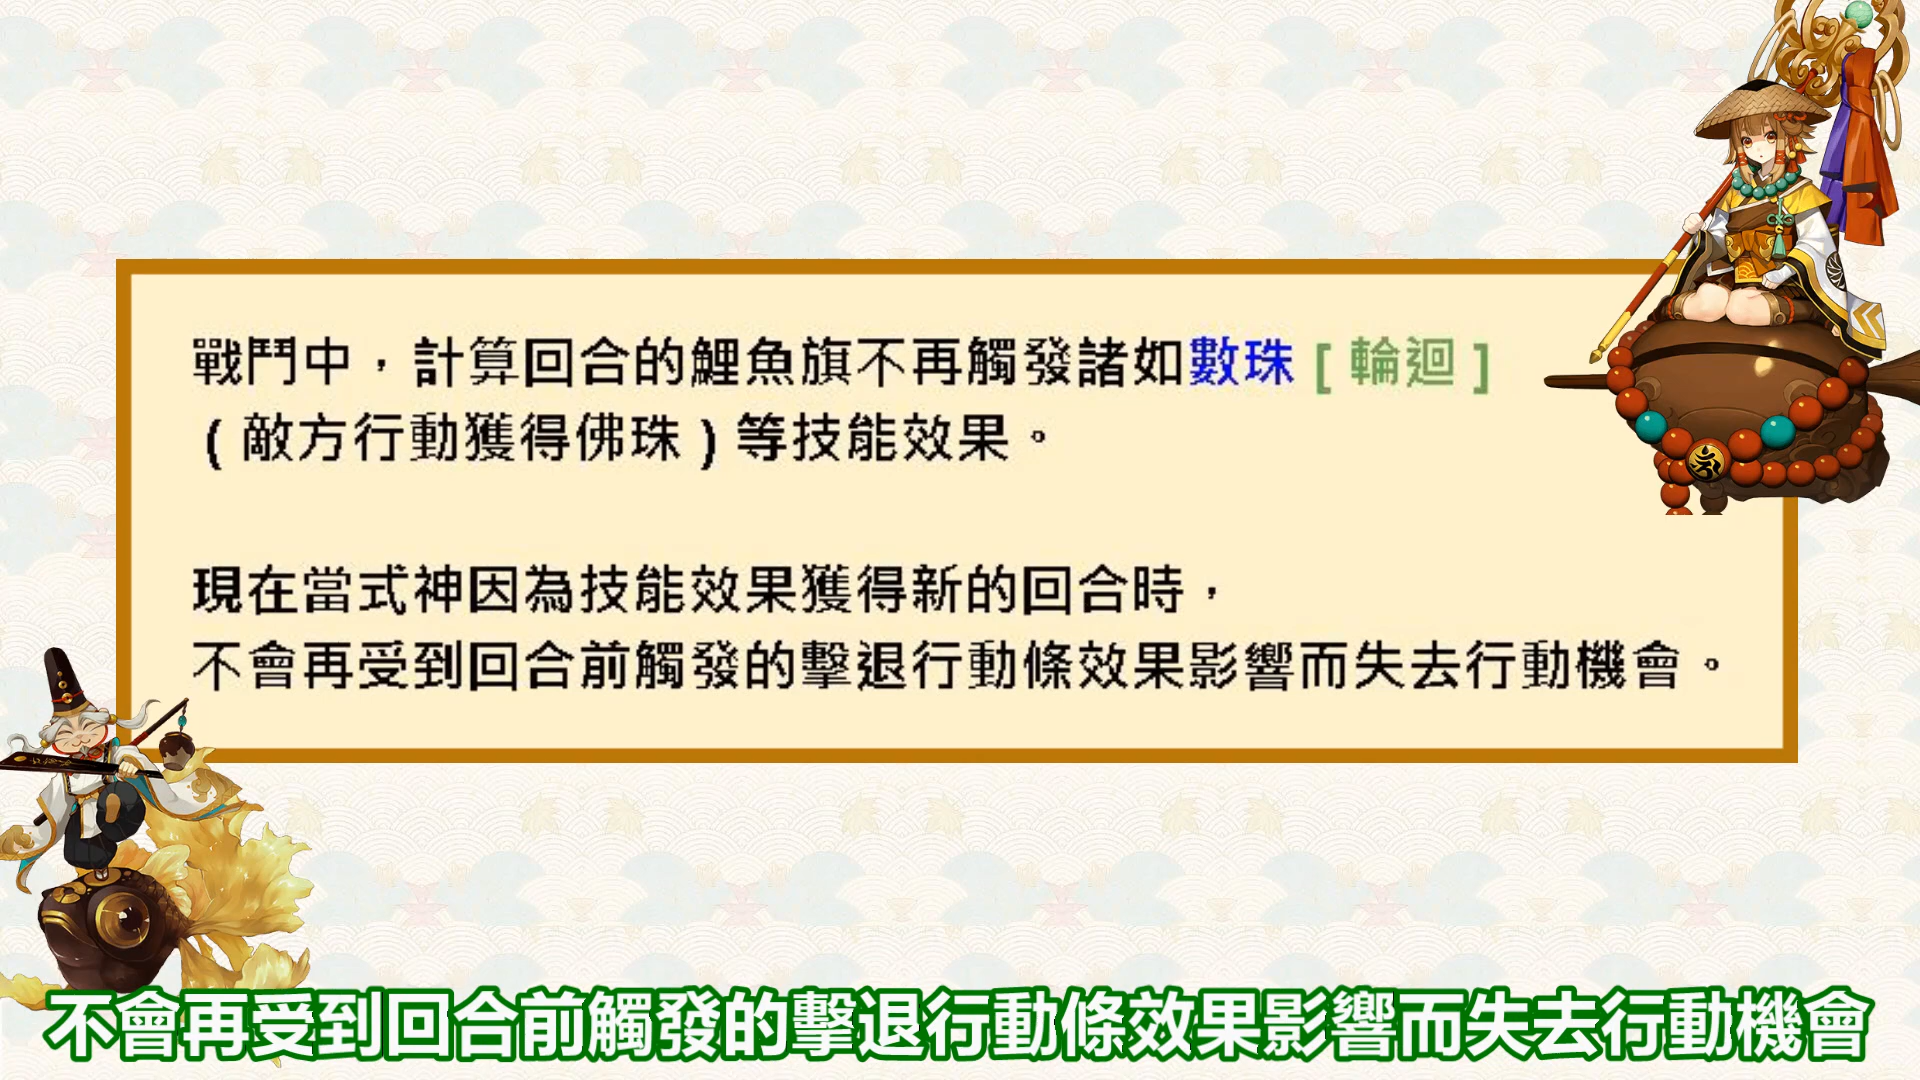 戰鬥中，計算回合的鯉魚旗不再觸發諸如數珠[輪迴]
(敵方行動獲得佛珠)等技能效果。
現在當式神因為技能效果獲得新的回合時，
不會再受到回合前觸發的擊退行動條效果影響而失去行動機會。
不會再受到回合前觸發的擊退行動條效果影響而失去行動機會